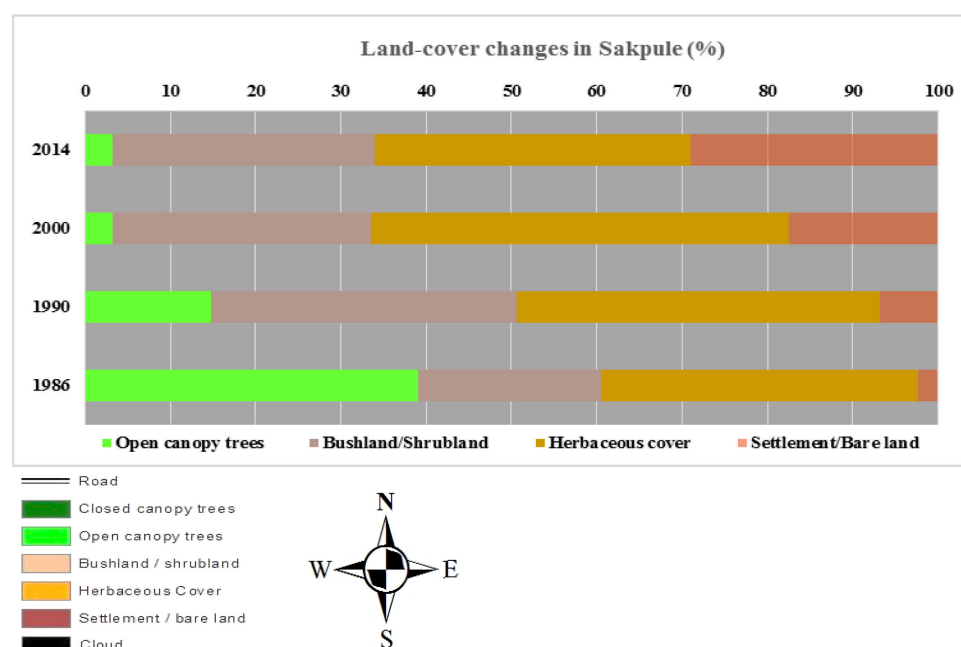 Land-cover changes in Sakpule (%)
0 10 20 30 40 50 60 70 80 90 100
2014
2000
1990
1986
Open canopy trees Bushland/Shrubland Herbaceous cover Settlement/Bare land
Road
Closed canopy trees
Open canopy trees
Bushland / shrubland
Herbaceous Cover
Settlement / bare land
Cloud
N
W E
S